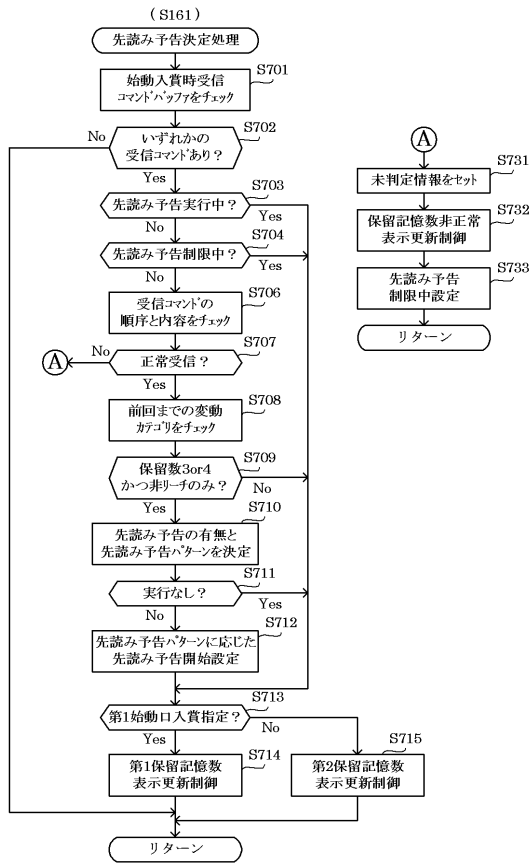 (S161)
先読み予告決定処理
S701
始動入賞時受信
コマンドバッファをチェック
S702
No
いずれかの
受信コマンドあり？
Yes
S703
先読み予告実行中？
Yes
No
S704
先読み予告制限中？
Yes
No
S706
受信コマンドの
順序と内容をチェック
S707
No
A
正常受信？
Yes
S708
前回までの変動
カテゴリをチェック
S709
保留数3or4
かつ非リーチのみ？
No
Yes
S710
先読み予告の有無と
先読み予告パターンを決定
S711
実行なし？
Yes
No
S712
先読み予告パターンに応じた
先読み予告開始設定
S713
第1始動口入賞指定？
No
Yes
S714
第1保留記憶数
表示更新制御
S715
第2保留記憶数
表示更新制御
リターン
A
S731
未判定情報をセット
S732
保留記憶数非正常
表示更新制御
S733
先読み予告
制限中設定
リターン